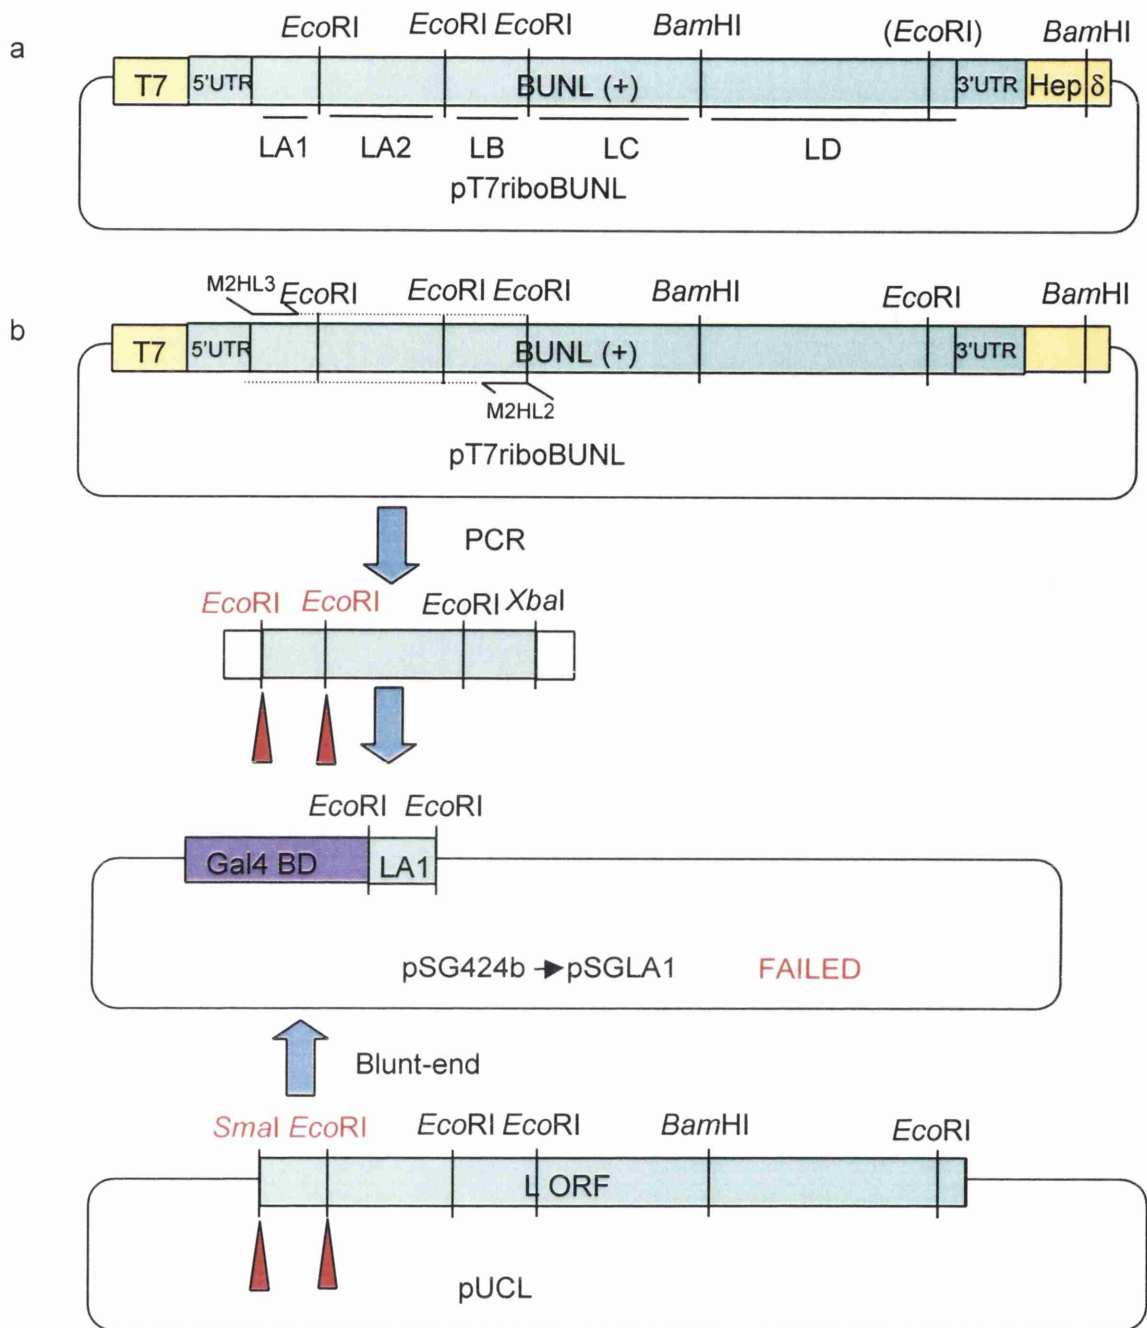 a
EcoRI EcoRI EcoRI BamHI (EcoRI) BamHI
T7 5'UTR BUNL (+) 3'UTR Hep δ
LA1 LA2 LB LC LD
pT7riboBUNL
b
M2HL3 EcoRI EcoRI EcoRI BamHI EcoRI BamHI
T7 5'UTR BUNL (+) 3'UTR
M2HL2
pT7riboBUNL
PCR
EcoRI EcoRI EcoRI XbaI
EcoRI EcoRI
Gal4 BD LA1
pSG424b → pSGLA1 FAILED
Blunt-end
SmaI EcoRI EcoRI EcoRI BamHI EcoRI
L ORF
pUCL